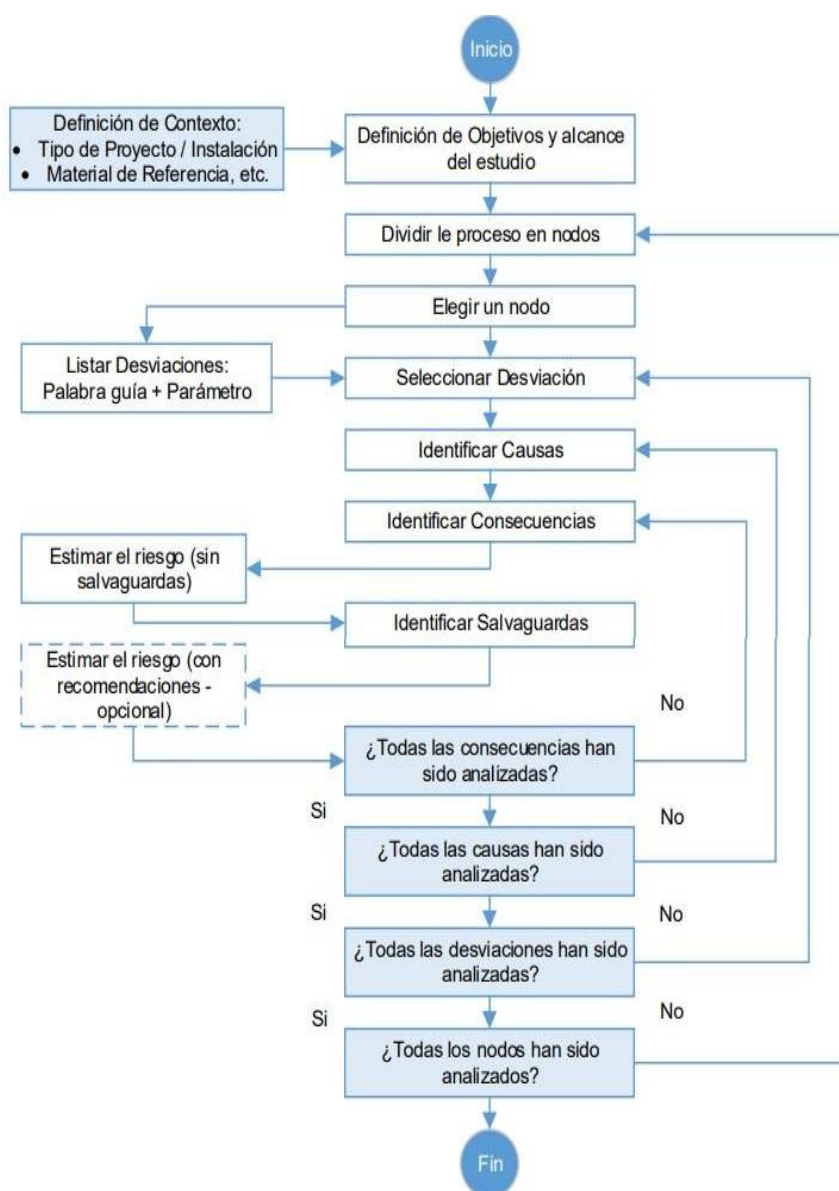 Inicio
Definición de Contexto:
• Tipo de Proyecto / Instalación
• Material de Referencia, etc.
Definición de Objetivos y alcance
del estudio
Dividir le proceso en nodos
Elegir un nodo
Listar Desviaciones:
Palabra guía + Parámetro
Seleccionar Desviación
Identificar Causas
Identificar Consecuencias
Estimar el riesgo (sin
salvaguardas)
Identificar Salvaguardas
Estimar el riesgo (con
recomendaciones -
opcional)
No
¿Todas las consecuencias han
sido analizadas?
Si
No
¿Todas las causas han sido
analizadas?
Si
No
¿Todas las desviaciones han sido
analizadas?
Si
No
¿Todas los nodos han sido
analizados?
Fin